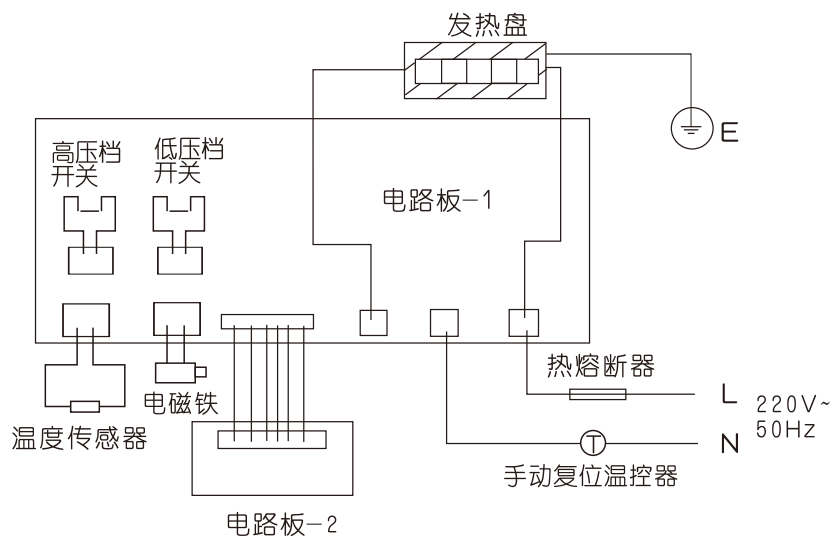 发热盘
E
高压档
开关
低压档
开关
电路板-1
热熔断器
L
220V~
50Hz
N
电磁铁
温度传感器
T
手动复位温控器
电路板-2